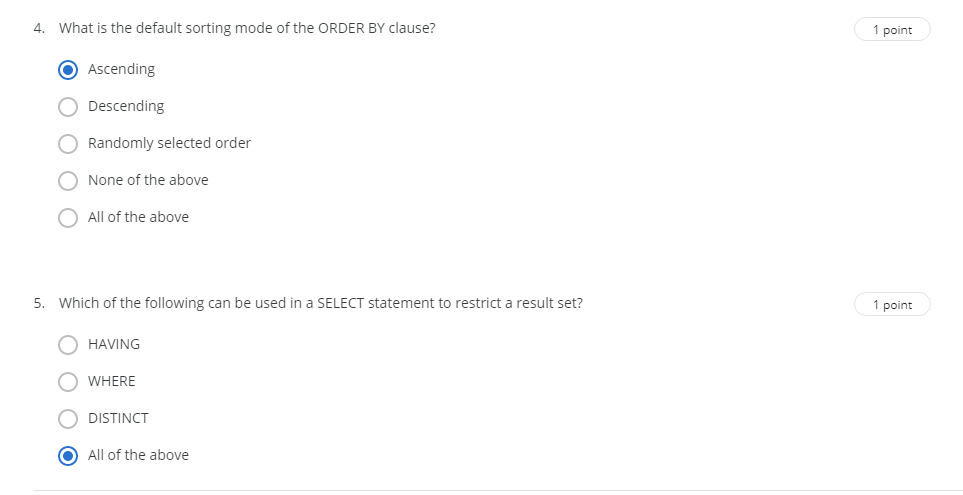 4. What is the default sorting mode of the ORDER BY clause?
1 point
Ascending
Descending
Randomly selected order
None of the above
All of the above
5. Which of the following can be used in a SELECT statement to restrict a result set?
1 point
HAVING
WHERE
DISTINCT
All of the above